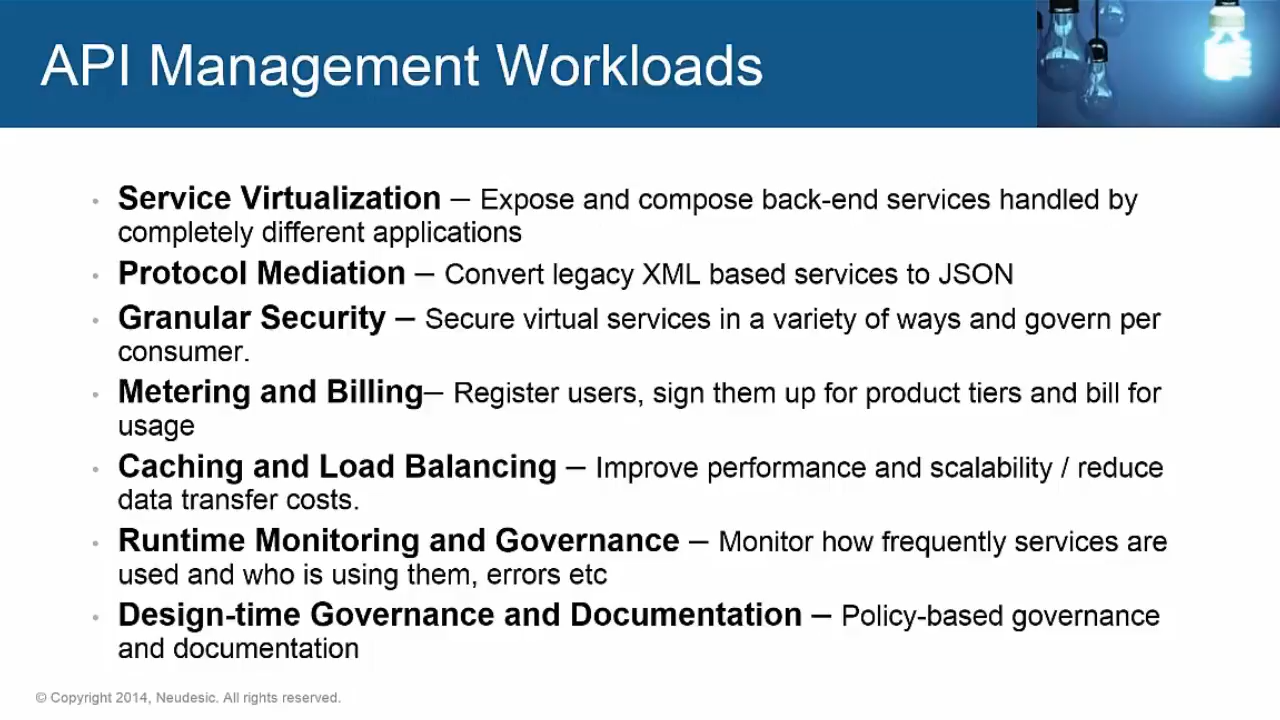 API Management Workloads
• Service Virtualization – Expose and compose back-end services handled by
completely different applications
• Protocol Mediation – Convert legacy XML based services to JSON
• Granular Security – Secure virtual services in a variety of ways and govern per
consumer.
• Metering and Billing– Register users, sign them up for product tiers and bill for
usage
• Caching and Load Balancing – Improve performance and scalability / reduce
data transfer costs.
• Runtime Monitoring and Governance – Monitor how frequently services are
used and who is using them, errors etc
• Design-time Governance and Documentation – Policy-based governance
and documentation
© Copyright 2014, Neudesic. All rights reserved.